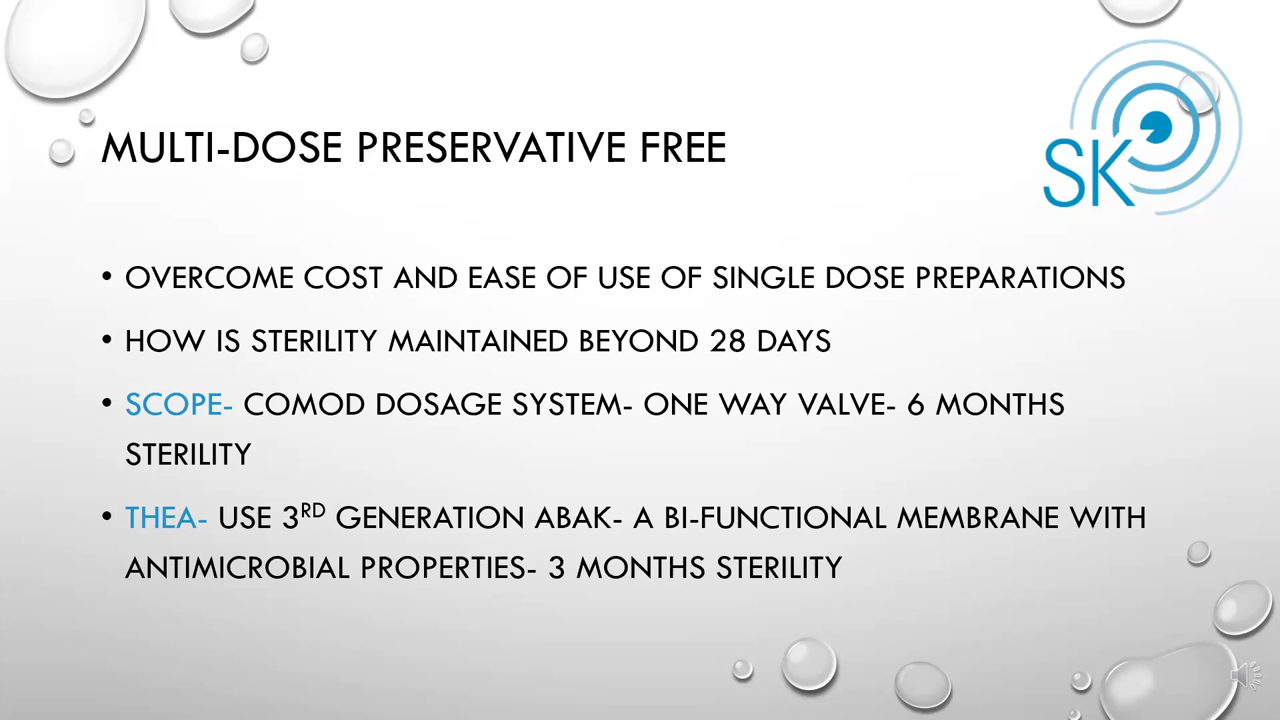 SK
MULTI-DOSE PRESERVATIVE FREE
• OVERCOME COST AND EASE OF USE OF SINGLE DOSE PREPARATIONS
• HOW IS STERILITY MAINTAINED BEYOND 28 DAYS
• SCOPE- COMOD DOSAGE SYSTEM- ONE WAY VALVE- 6 MONTHS
STERILITY
• THEA- USE 3RD GENERATION ABAK- A BI-FUNCTIONAL MEMBRANE WITH
ANTIMICROBIAL PROPERTIES- 3 MONTHS STERILITY